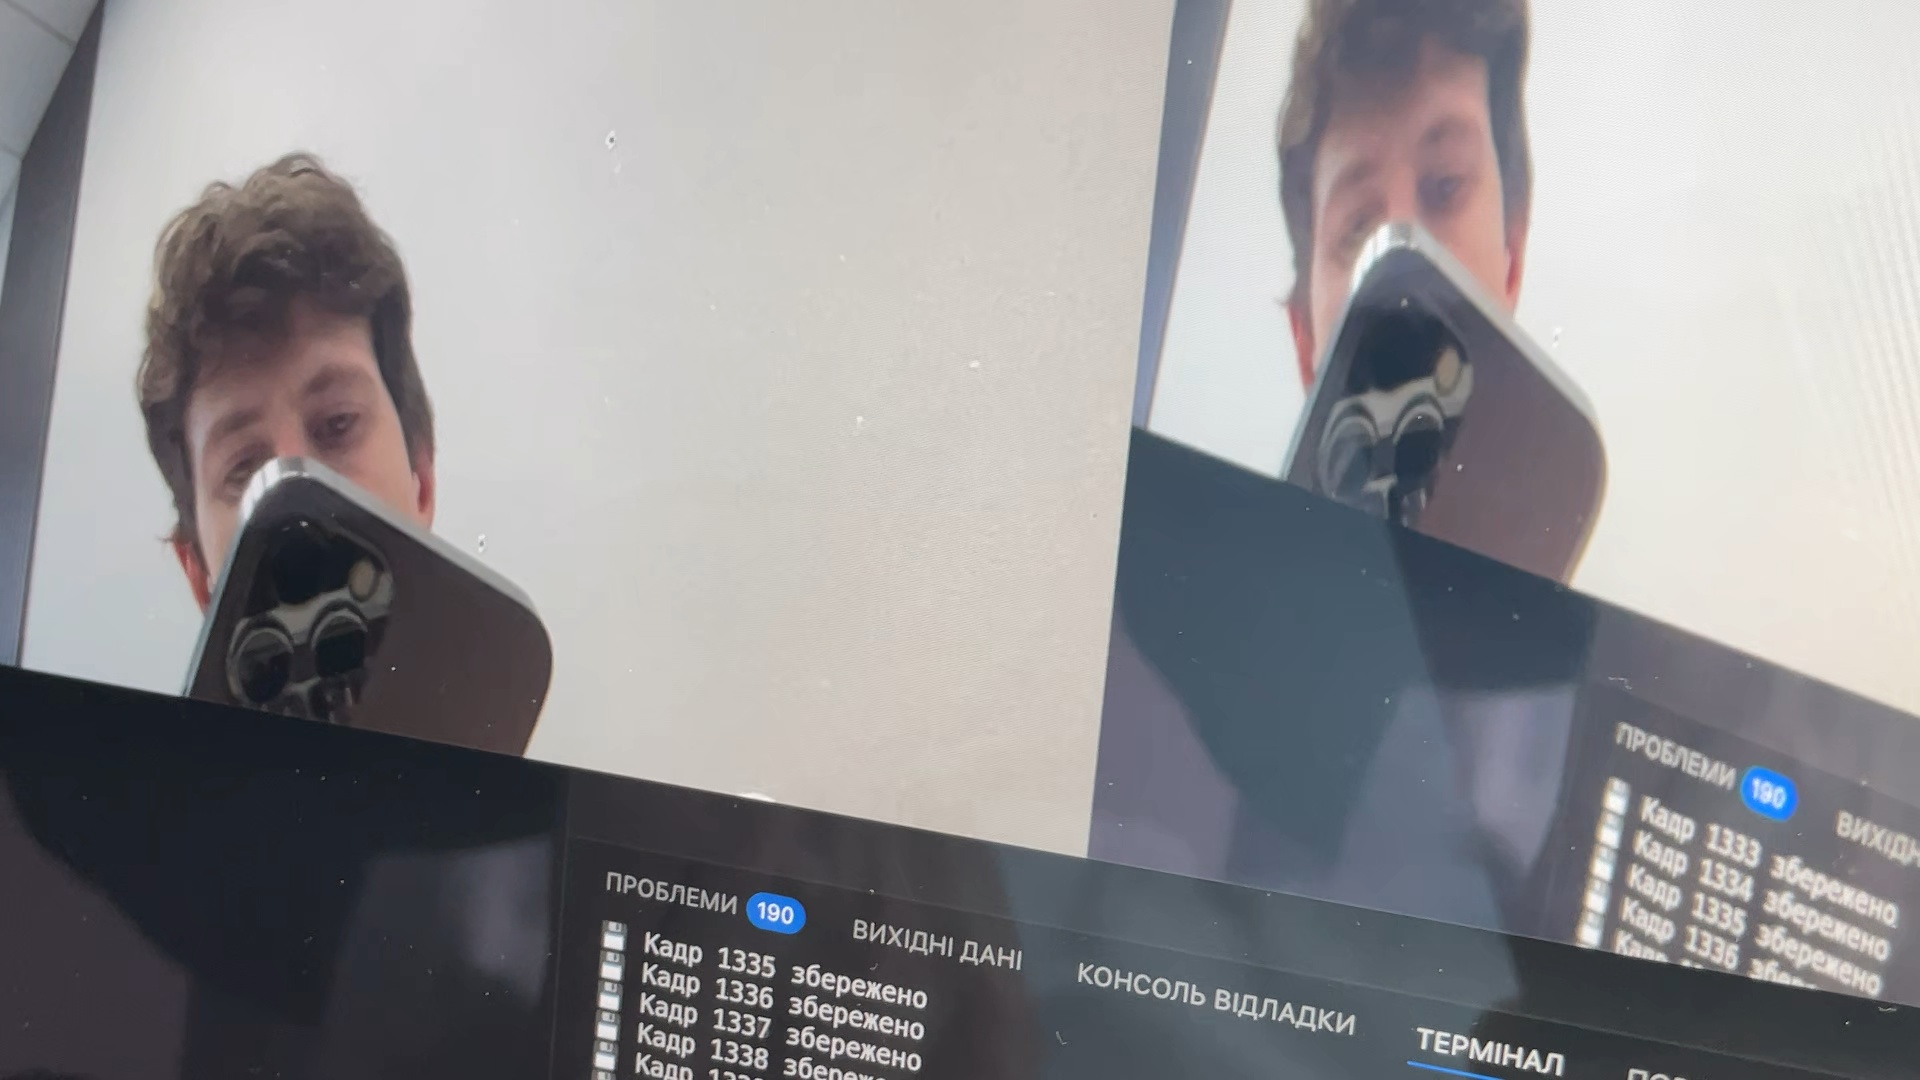 ПРОБЛЕМИ 190 ВИХІДНІ ДАНІ КОНСОЛЬ ВІДЛАДКИ ТЕРМІНАЛ
Кадр 1335 збережено
Кадр 1336 збережено
Кадр 1337 збережено
Кадр 1338
Кадр
ПРОБЛЕМИ 190
Кадр 1333 збережено
Кадр 1334 збережено
Кадр 1335 збережено
Кадр 1336